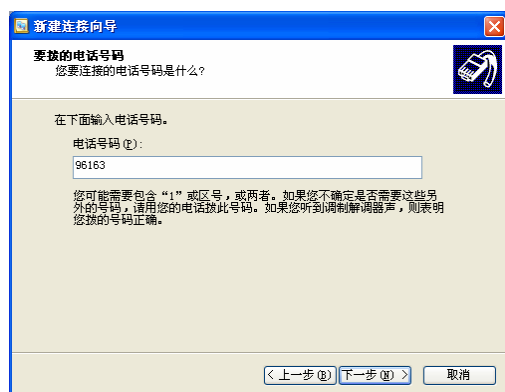 新建连接向导
要拨的电话号码
您要连接的电话号码是什么?
在下面输入电话号码。
电话号码(P):
96163
您可能需要包含“1”或区号，或两者。如果您不确定是否需要这些另
外的号码，请用您的电话拨此号码。如果您听到调制解调器声，则表明
您拨的号码正确。
<上一步(B) 下一步(N)> 取消